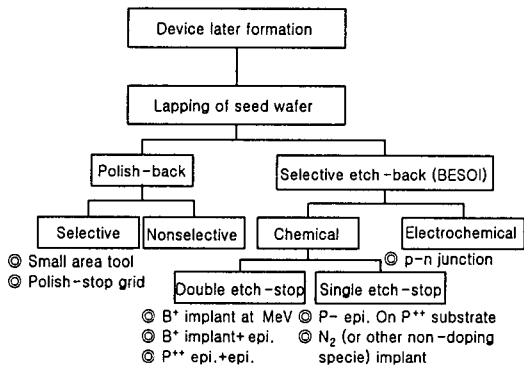 Device later formation
Lapping of seed wafer
Polish-back
Selective etch-back (BESOI)
Selective
Nonselective
Chemical
Electrochemical
◎ Small area tool
◎ Polish-stop grid
◎ p-n junction
Double etch-stop
Single etch-stop
◎ B⁺ implant at MeV
◎ B⁺ implant+epi.
◎ P⁺⁺ epi.+epi.
◎ P- epi. On P⁺⁺ substrate
◎ N₂ (or other non-doping
specie) implant